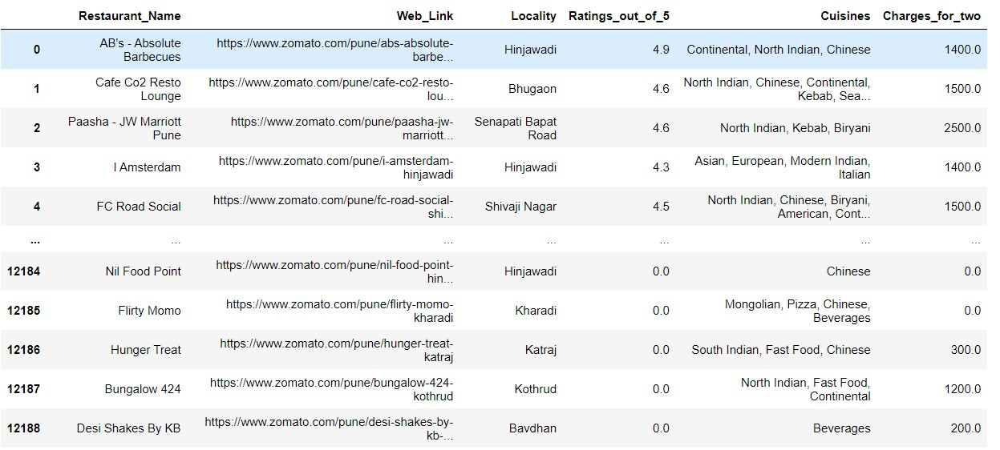 Restaurant_Name Web_Link Locality Ratings_out_of_5 Cuisines Charges_for_two
0 AB's - Absolute Barbecues https://www.zomato.com/pune/abs-absolute-barbe... Hinjawadi 4.9 Continental, North Indian, Chinese 1400.0
1 Cafe Co2 Resto Lounge https://www.zomato.com/pune/cafe-co2-resto-lou... Bhugaon 4.6 North Indian, Chinese, Continental, Kebab, Sea... 1500.0
2 Paasha - JW Marriott Pune https://www.zomato.com/pune/paasha-jw-marriott... Senapati Bapat Road 4.6 North Indian, Kebab, Biryani 2500.0
3 I Amsterdam https://www.zomato.com/pune/i-amsterdam-hinjawadi Hinjawadi 4.3 Asian, European, Modern Indian, Italian 1400.0
4 FC Road Social https://www.zomato.com/pune/fc-road-social-shi... Shivaji Nagar 4.5 North Indian, Chinese, Biryani, American, Cont... 1500.0
... ... ... ... ... ... ...
12184 Nil Food Point https://www.zomato.com/pune/nil-food-point-hin... Hinjawadi 0.0 Chinese 0.0
12185 Flirty Momo https://www.zomato.com/pune/flirty-momo-kharadi Kharadi 0.0 Mongolian, Pizza, Chinese, Beverages 0.0
12186 Hunger Treat https://www.zomato.com/pune/hunger-treat-katraj Katraj 0.0 South Indian, Fast Food, Chinese 300.0
12187 Bungalow 424 https://www.zomato.com/pune/bungalow-424-kothrud Kothrud 0.0 North Indian, Fast Food, Continental 1200.0
12188 Desi Shakes By KB https://www.zomato.com/pune/desi-shakes-by-kb-... Bavdhan 0.0 Beverages 200.0